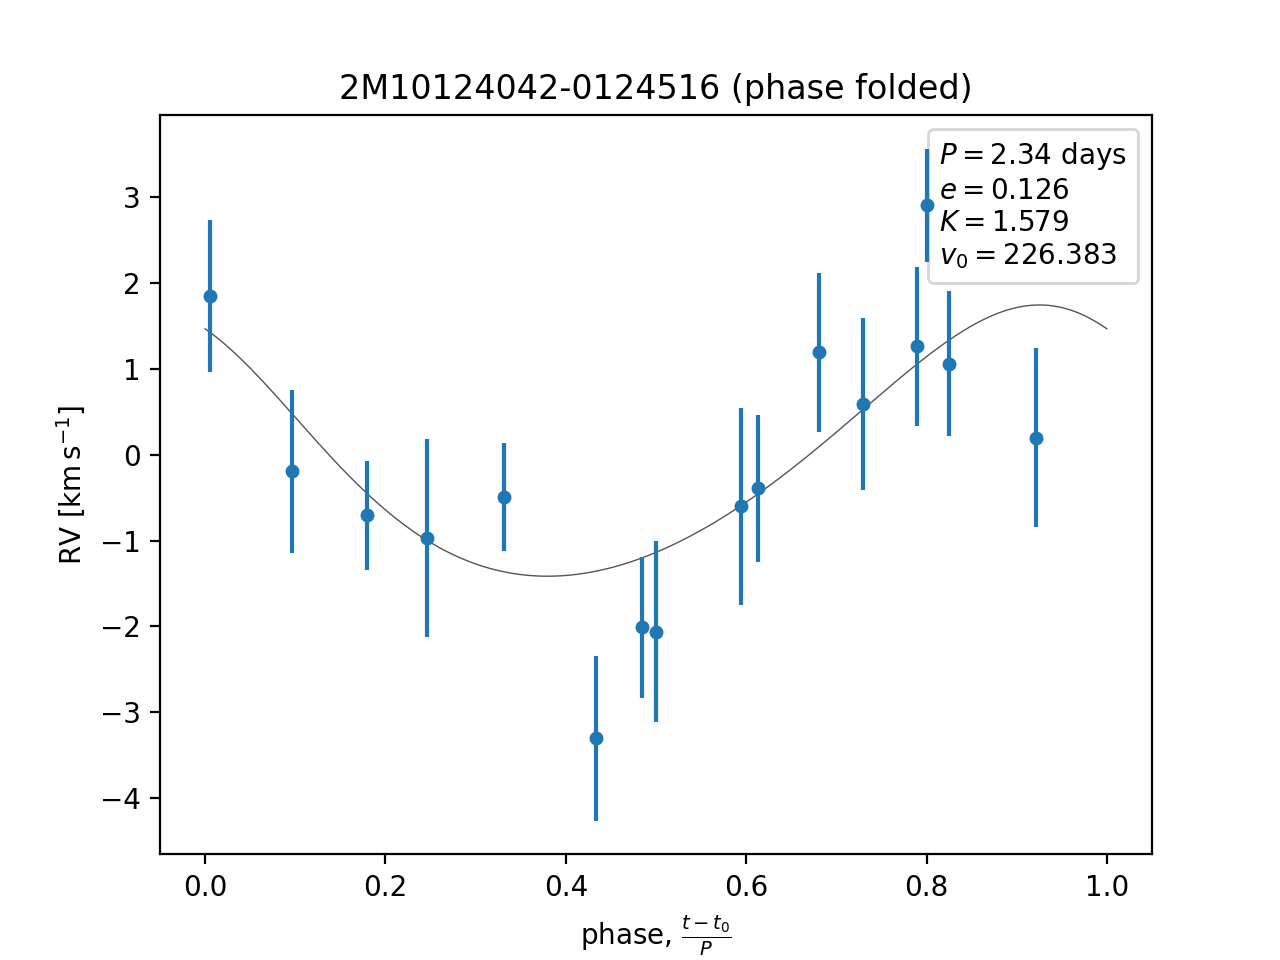 2M10124042-0124516 (phase folded)
P = 2.34 days
e = 0.126
K = 1.579
v₀ = 226.383
3
2
1
0
−1
−2
−3
−4
RV [km s⁻¹]
0.0 0.2 0.4 0.6 0.8 1.0
phase, (t − t₀)/P